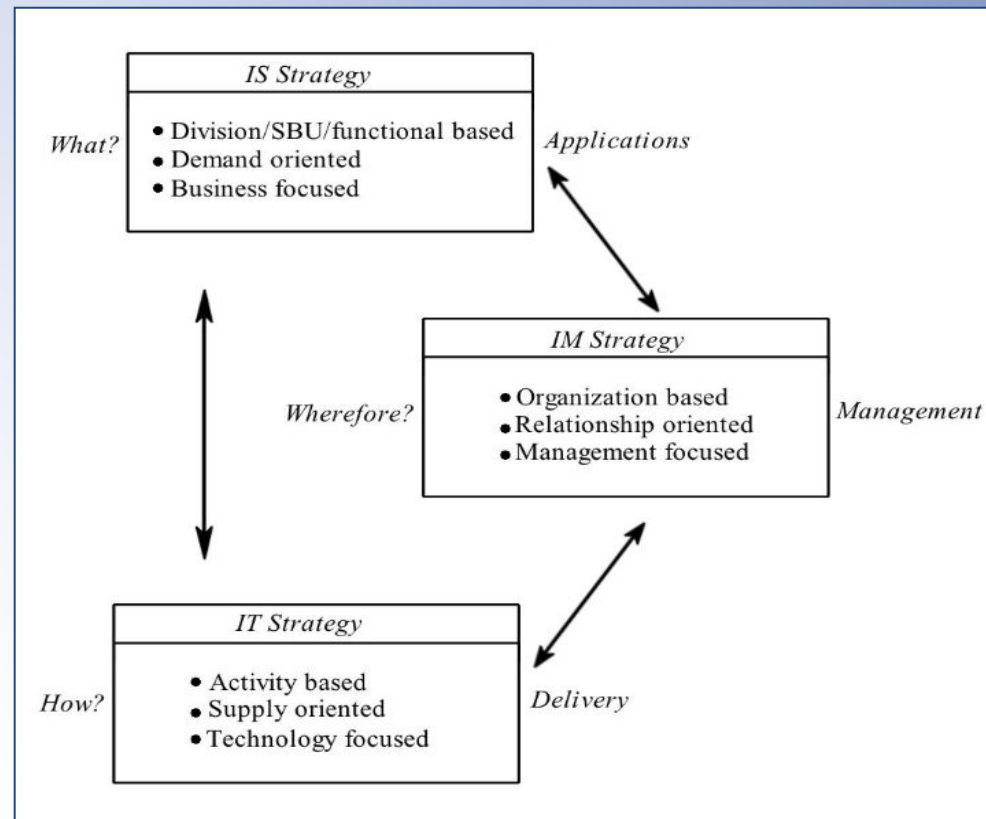 IS Strategy
What?
• Division/SBU/functional based
• Demand oriented
• Business focused
Applications
IM Strategy
Wherefore?
• Organization based
• Relationship oriented
• Management focused
Management
IT Strategy
How?
• Activity based
• Supply oriented
• Technology focused
Delivery